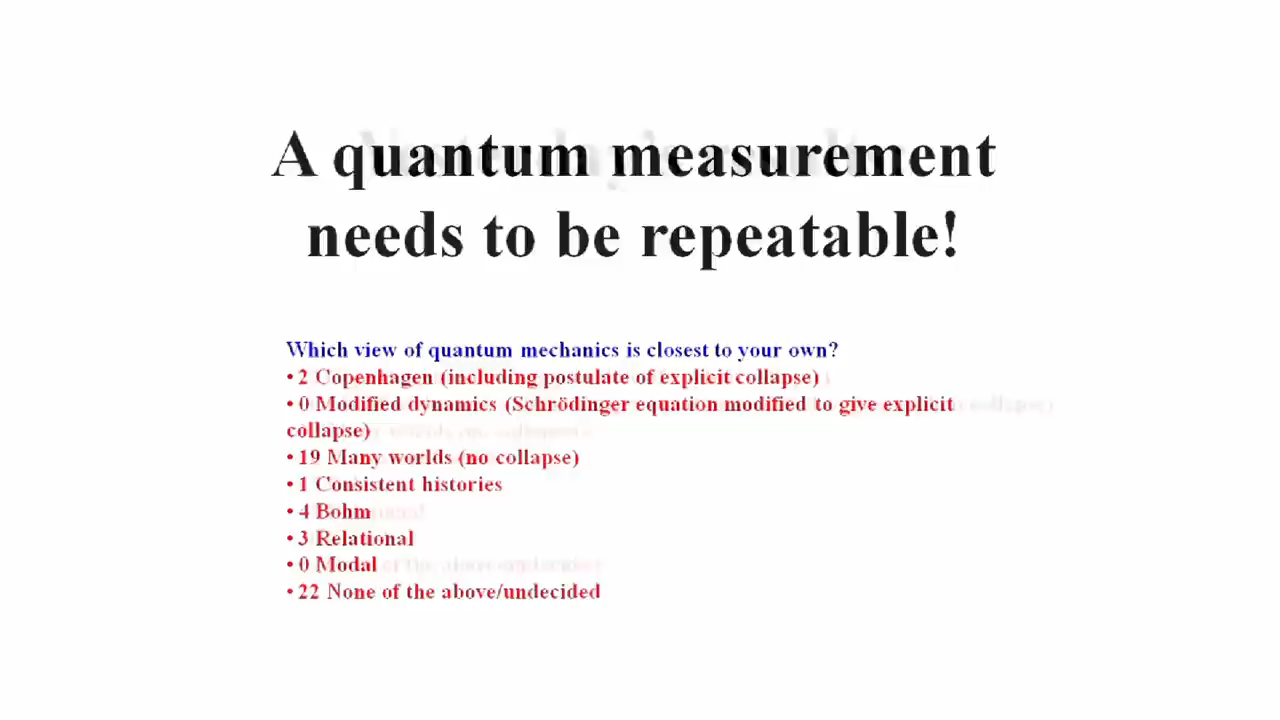 A quantum measurement
needs to be repeatable!
Which view of quantum mechanics is closest to your own?
• 2 Copenhagen (including postulate of explicit collapse)
• 0 Modified dynamics (Schrödinger equation modified to give explicit
collapse)
• 19 Many worlds (no collapse)
• 1 Consistent histories
• 4 Bohm
• 3 Relational
• 0 Modal
• 22 None of the above/undecided